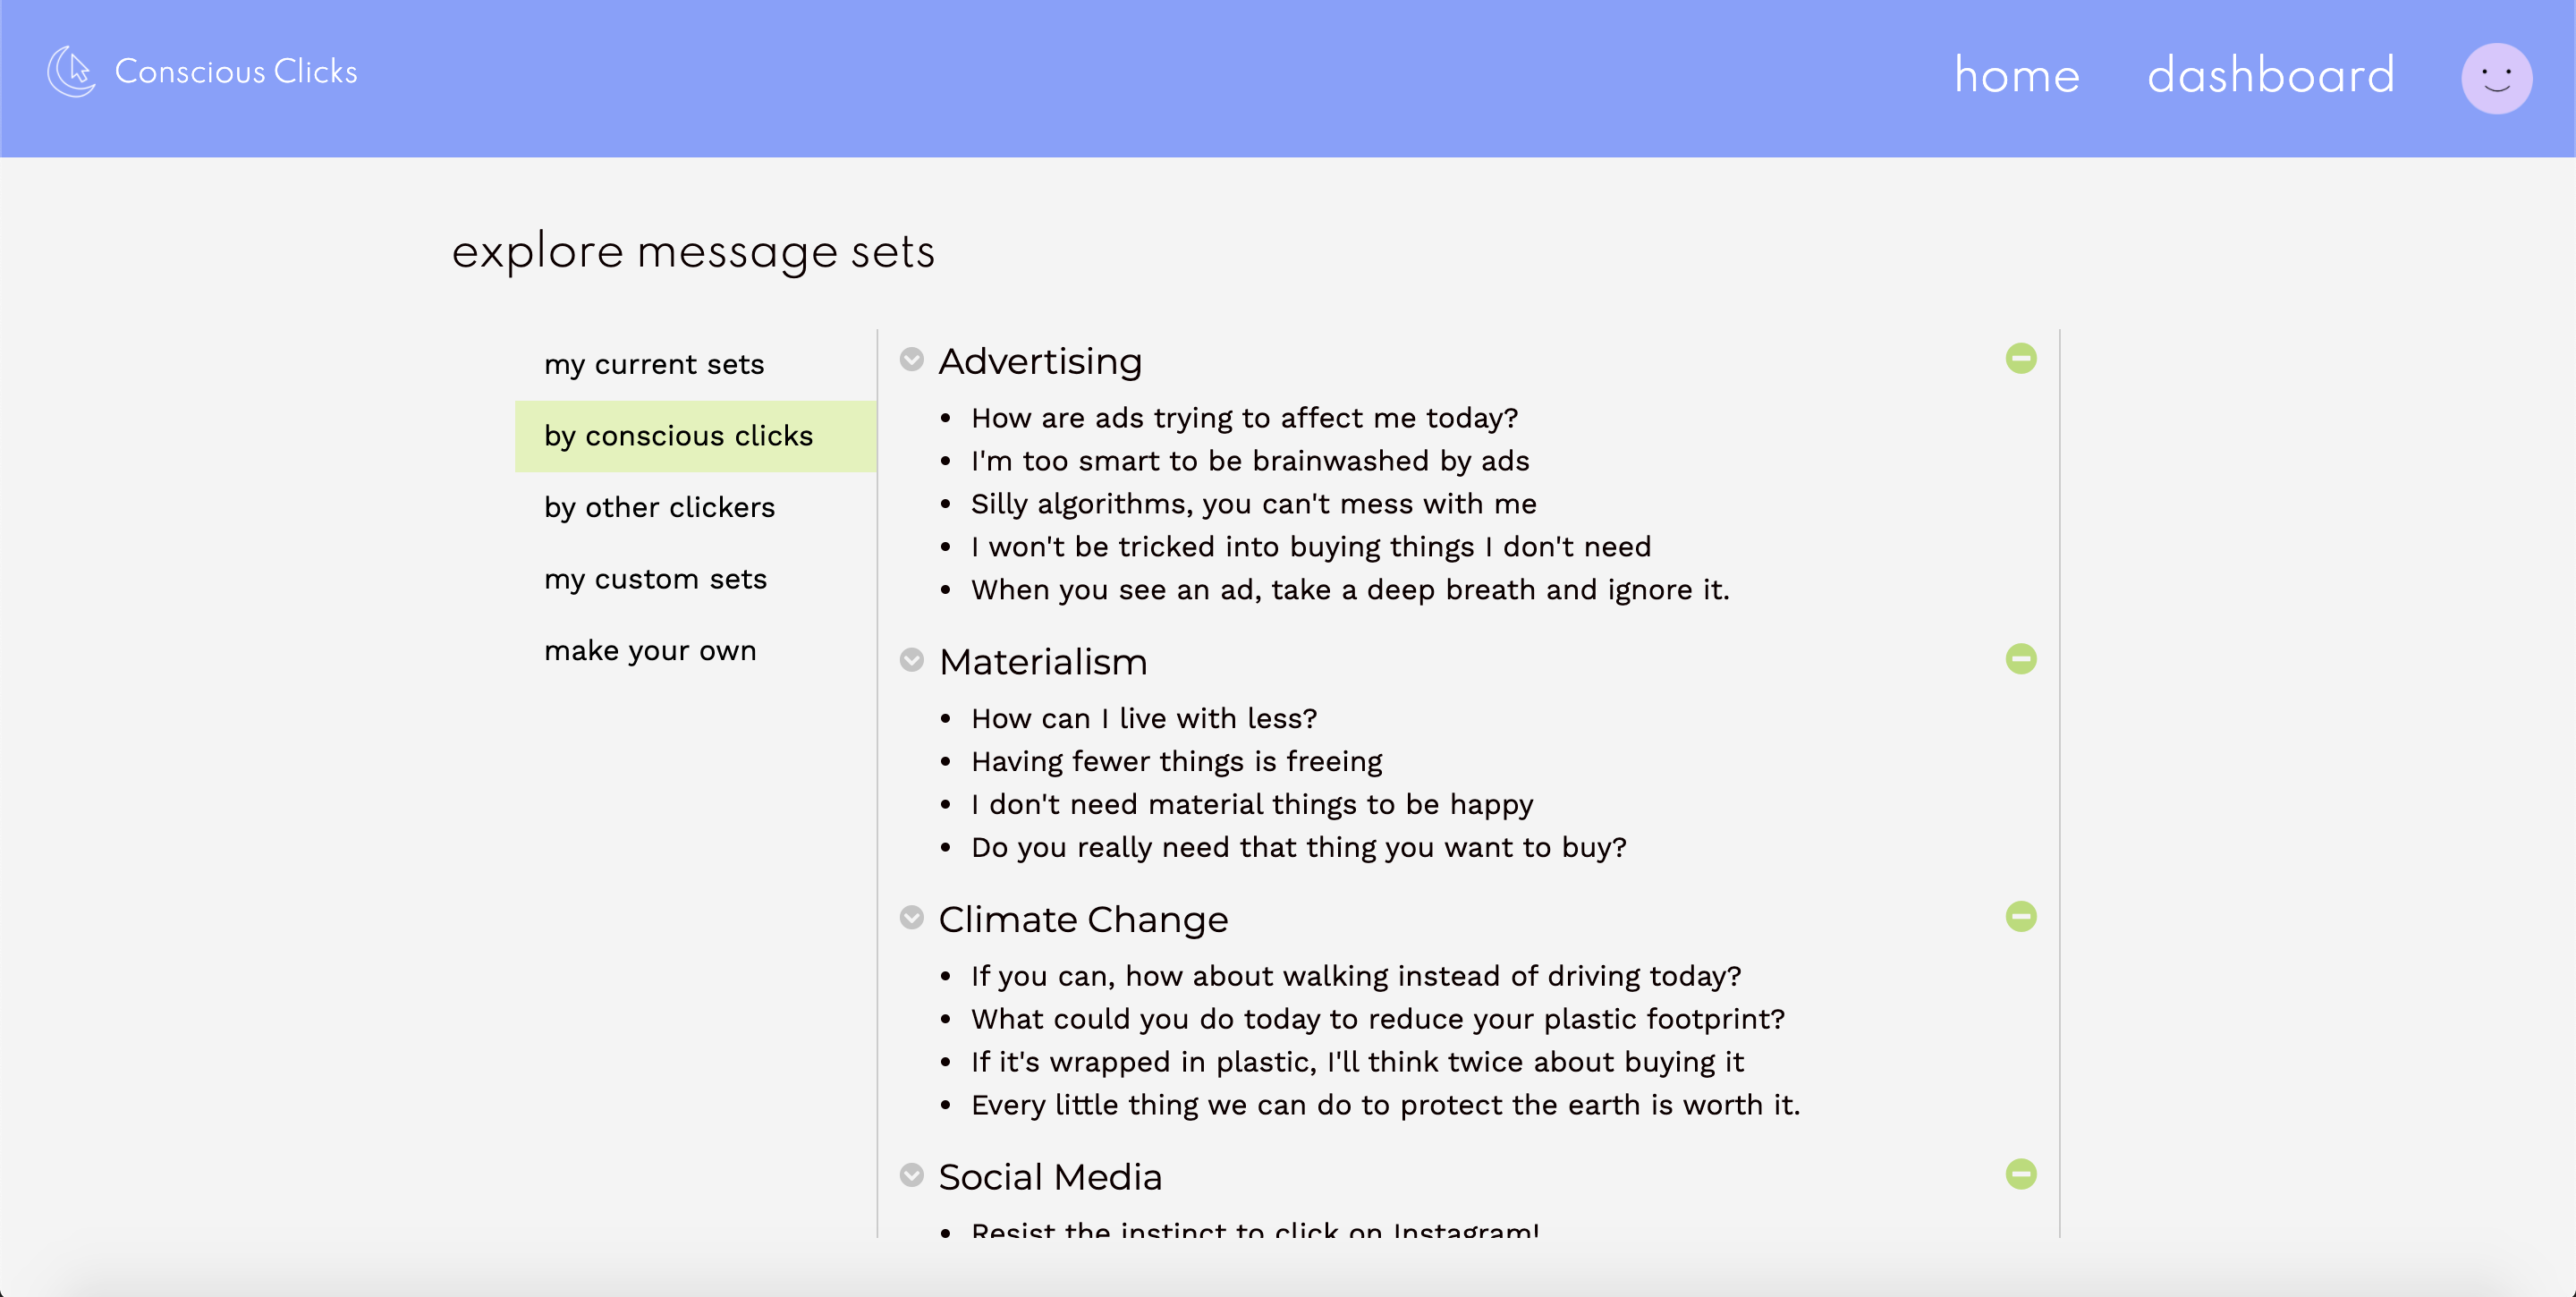 Conscious Clicks
home
dashboard
explore message sets
my current sets
by conscious clicks
by other clickers
my custom sets
make your own
Advertising
• How are ads trying to affect me today?
• I'm too smart to be brainwashed by ads
• Silly algorithms, you can't mess with me
• I won't be tricked into buying things I don't need
• When you see an ad, take a deep breath and ignore it.
Materialism
• How can I live with less?
• Having fewer things is freeing
• I don't need material things to be happy
• Do you really need that thing you want to buy?
Climate Change
• If you can, how about walking instead of driving today?
• What could you do today to reduce your plastic footprint?
• If it's wrapped in plastic, I'll think twice about buying it
• Every little thing we can do to protect the earth is worth it.
Social Media
• Resist the instinct to click on Instagram!